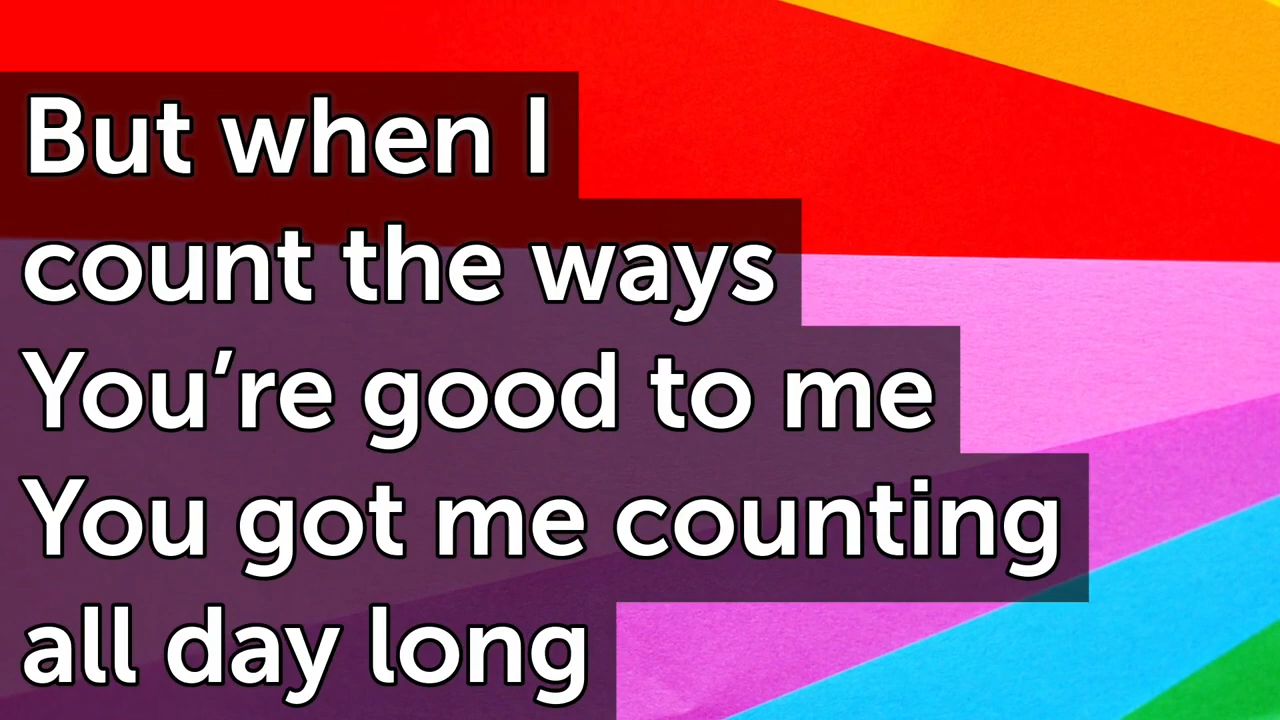 But when I
count the ways
You’re good to me
You got me counting
all day long